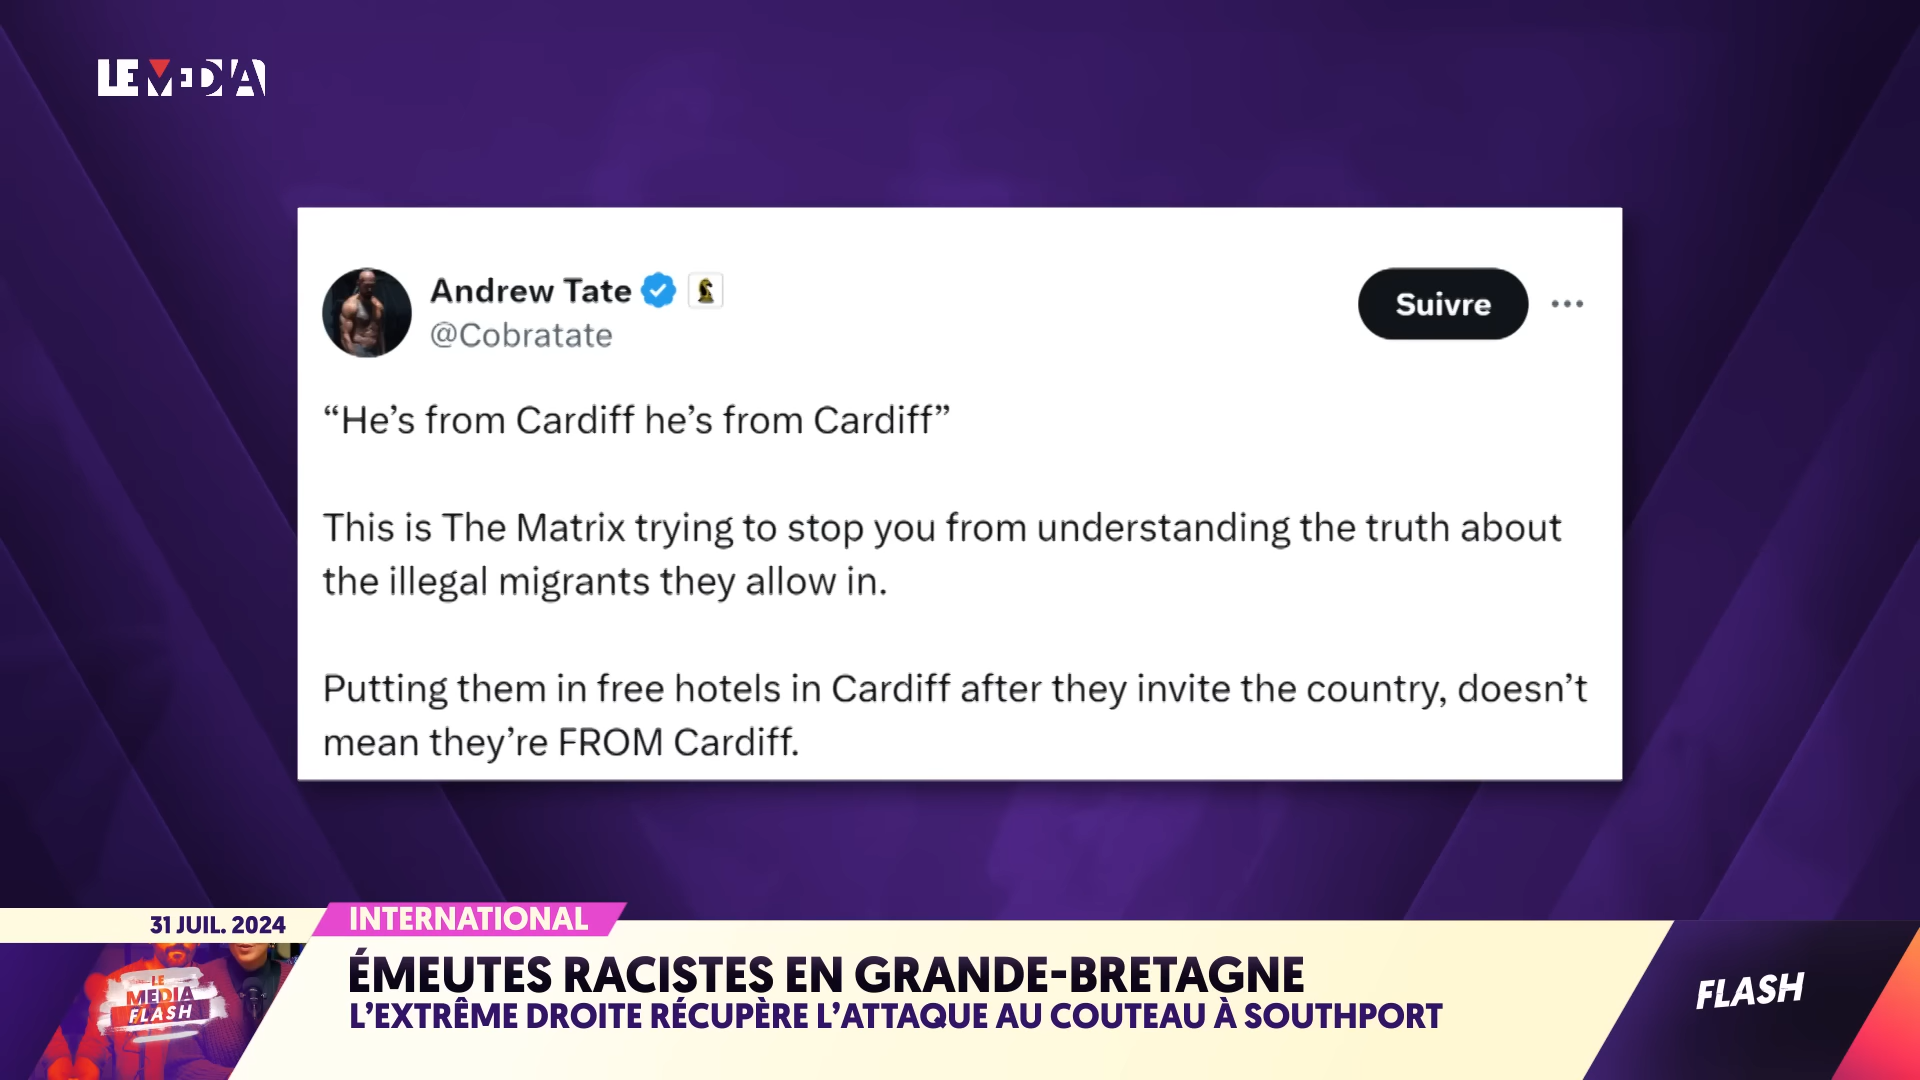 LE MEDIA
Andrew Tate
@Cobratate
Suivre
“He’s from Cardiff he’s from Cardiff”
This is The Matrix trying to stop you from understanding the truth about
the illegal migrants they allow in.
Putting them in free hotels in Cardiff after they invite the country, doesn’t
mean they’re FROM Cardiff.
31 JUIL. 2024
INTERNATIONAL
ÉMEUTES RACISTES EN GRANDE-BRETAGNE
L’EXTRÊME DROITE RÉCUPÈRE L’ATTAQUE AU COUTEAU À SOUTHPORT
LE
MEDIA
FLASH
FLASH